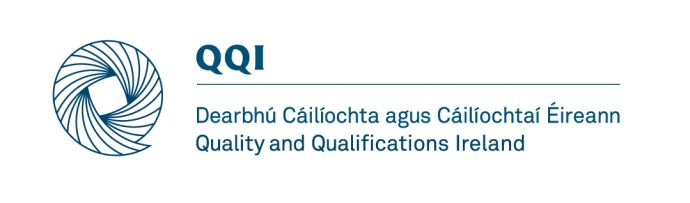 QQI
Dearbhú Cáilíochta agus Cáilíochtaí Éireann
Quality and Qualifications Ireland